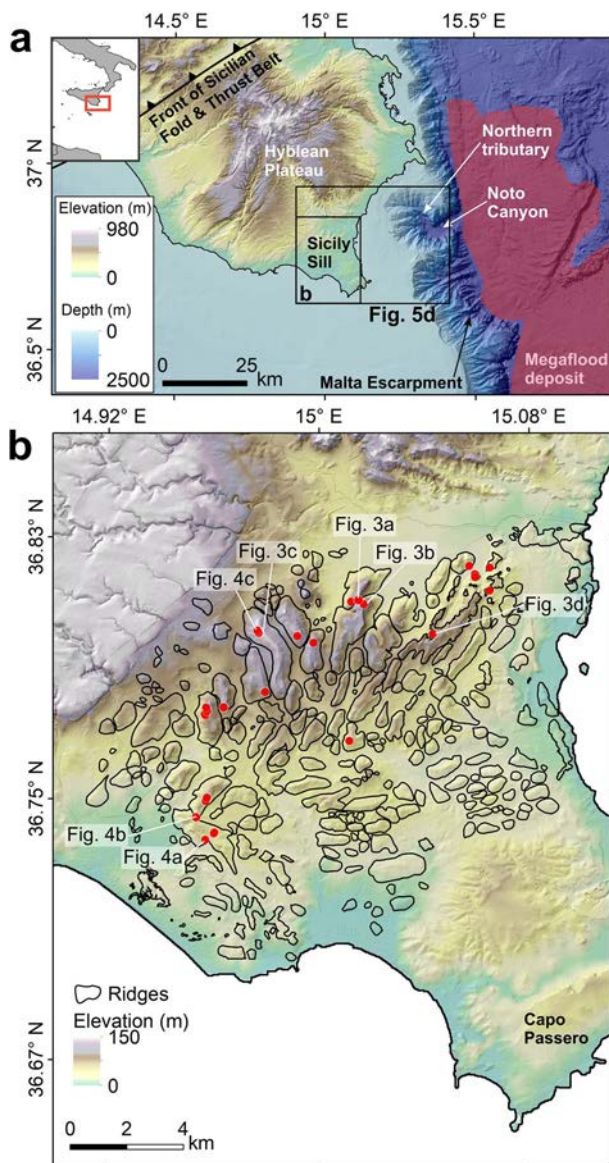 a
14.5° E
15° E
15.5° E
Front of Sicilian
Fold & Thrust Belt
Northern
tributary
Hyblean
Plateau
Noto
Canyon
37° N
Elevation (m)
980
0
Sicily
Sill
b
Depth (m)
0
2500
Fig. 5d
36.5° N
0
25
km
Malta Escarpment
Megaflood
deposit
b
14.92° E
15° E
15.08° E
36.83° N
Fig. 3a
Fig. 3c
Fig. 3b
Fig. 4c
Fig. 3d
36.75° N
Fig. 4b
Fig. 4a
Ridges
Elevation (m)
150
0
Capo
Passero
36.67° N
0
2
4
km